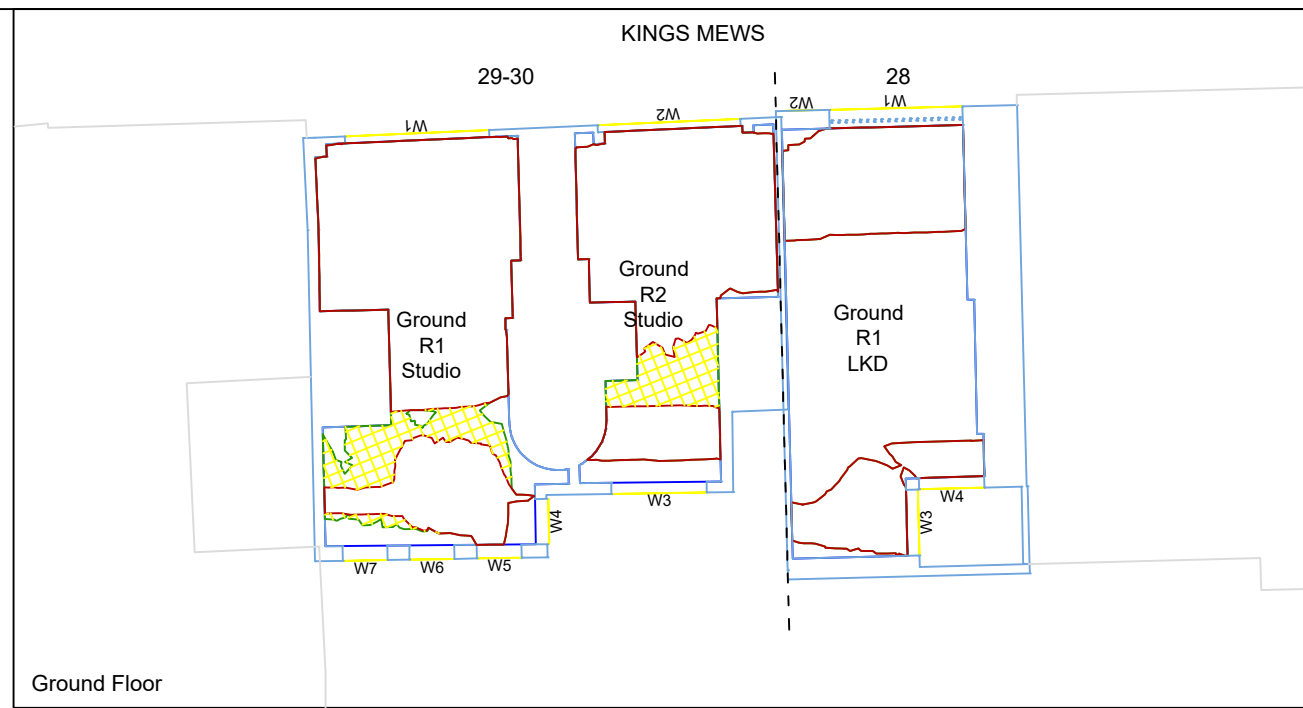 KINGS MEWS
29-30
28
W1
W2
W2
W1
Ground
R1
Studio
Ground
R2
Studio
Ground
R1
LKD
W7
W6
W5
W4
W3
W3
W4
Ground Floor